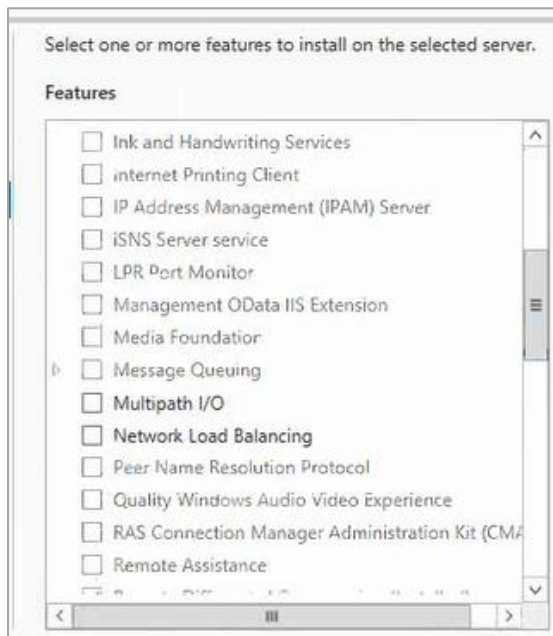 Select one or more features to install on the selected server.
Features
Ink and Handwriting Services
Internet Printing Client
IP Address Management (IPAM) Server
iSNS Server service
LPR Port Monitor
Management OData IIS Extension
Media Foundation
Message Queuing
Multipath I/O
Network Load Balancing
Peer Name Resolution Protocol
Quality Windows Audio Video Experience
RAS Connection Manager Administration Kit (CMA
Remote Assistance